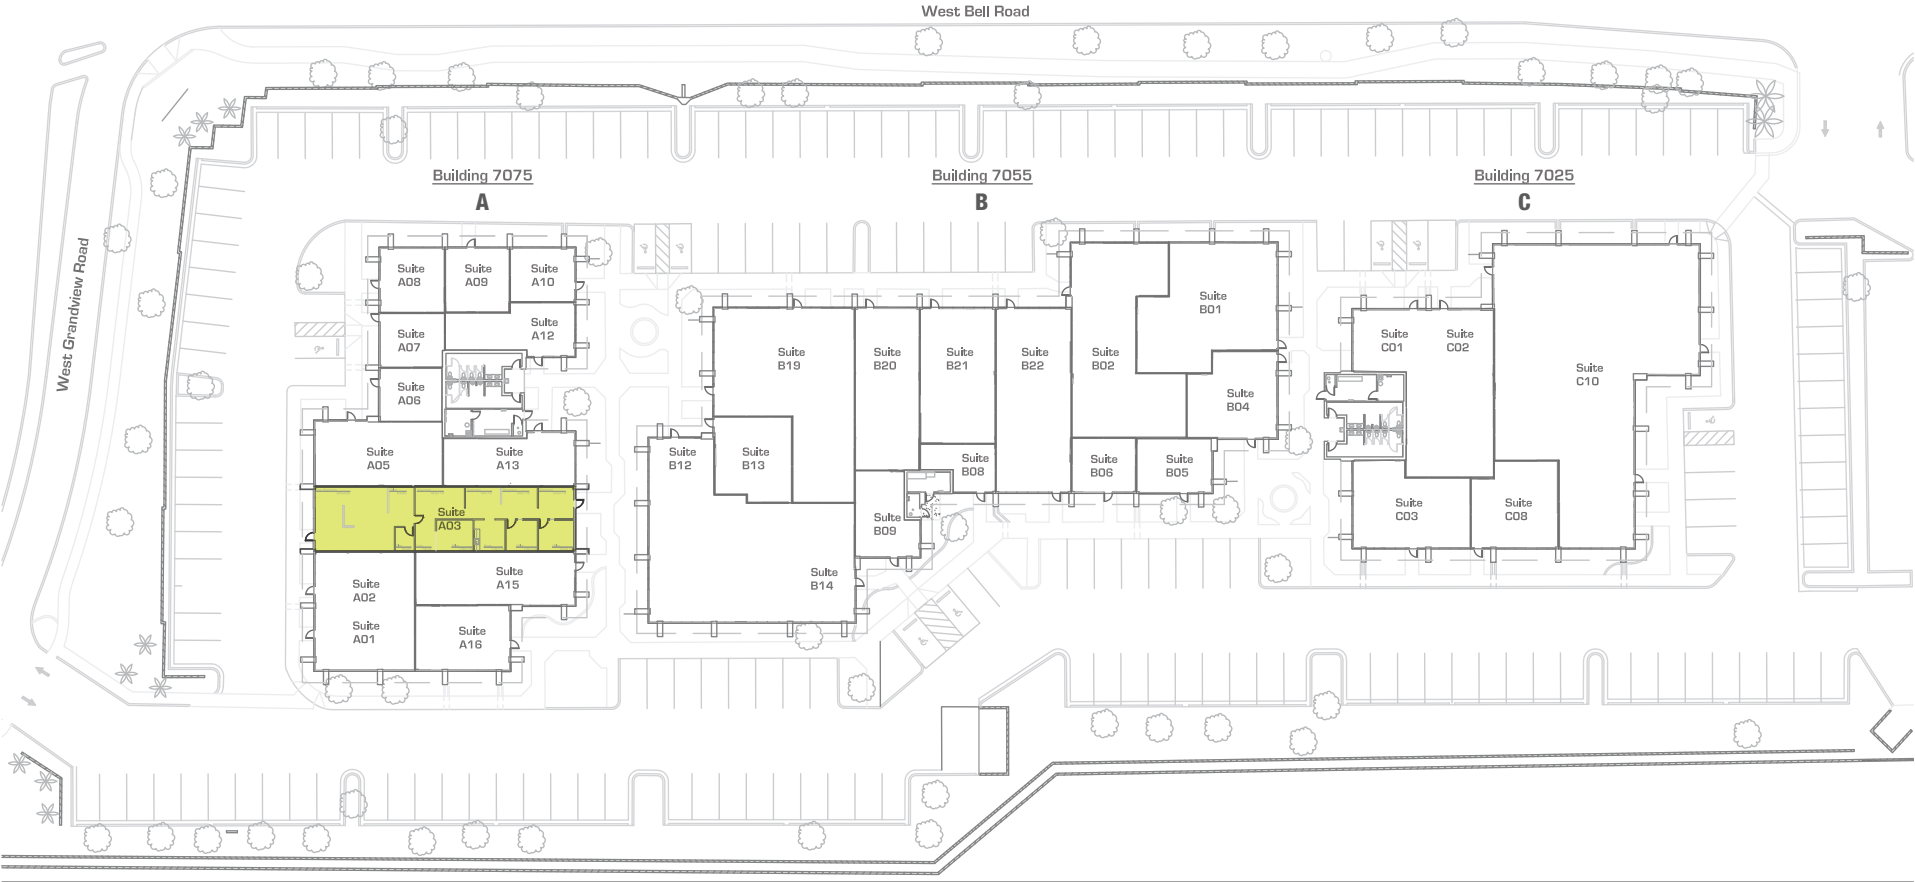 West Bell Road
West Grandview Road
Building 7075
A
Suite
A08
Suite
A09
Suite
A10
Suite
A07
Suite
A12
Suite
A06
Suite
A05
Suite
A13
Suite
A03
Suite
A02
Suite
A15
Suite
A01
Suite
A16
Building 7055
B
Suite
B01
Suite
B19
Suite
B20
Suite
B21
Suite
B22
Suite
B02
Suite
B04
Suite
B12
Suite
B13
Suite
B08
Suite
B06
Suite
B05
Suite
B09
Suite
B14
Building 7025
C
Suite
C01
Suite
C02
Suite
C10
Suite
C03
Suite
C08